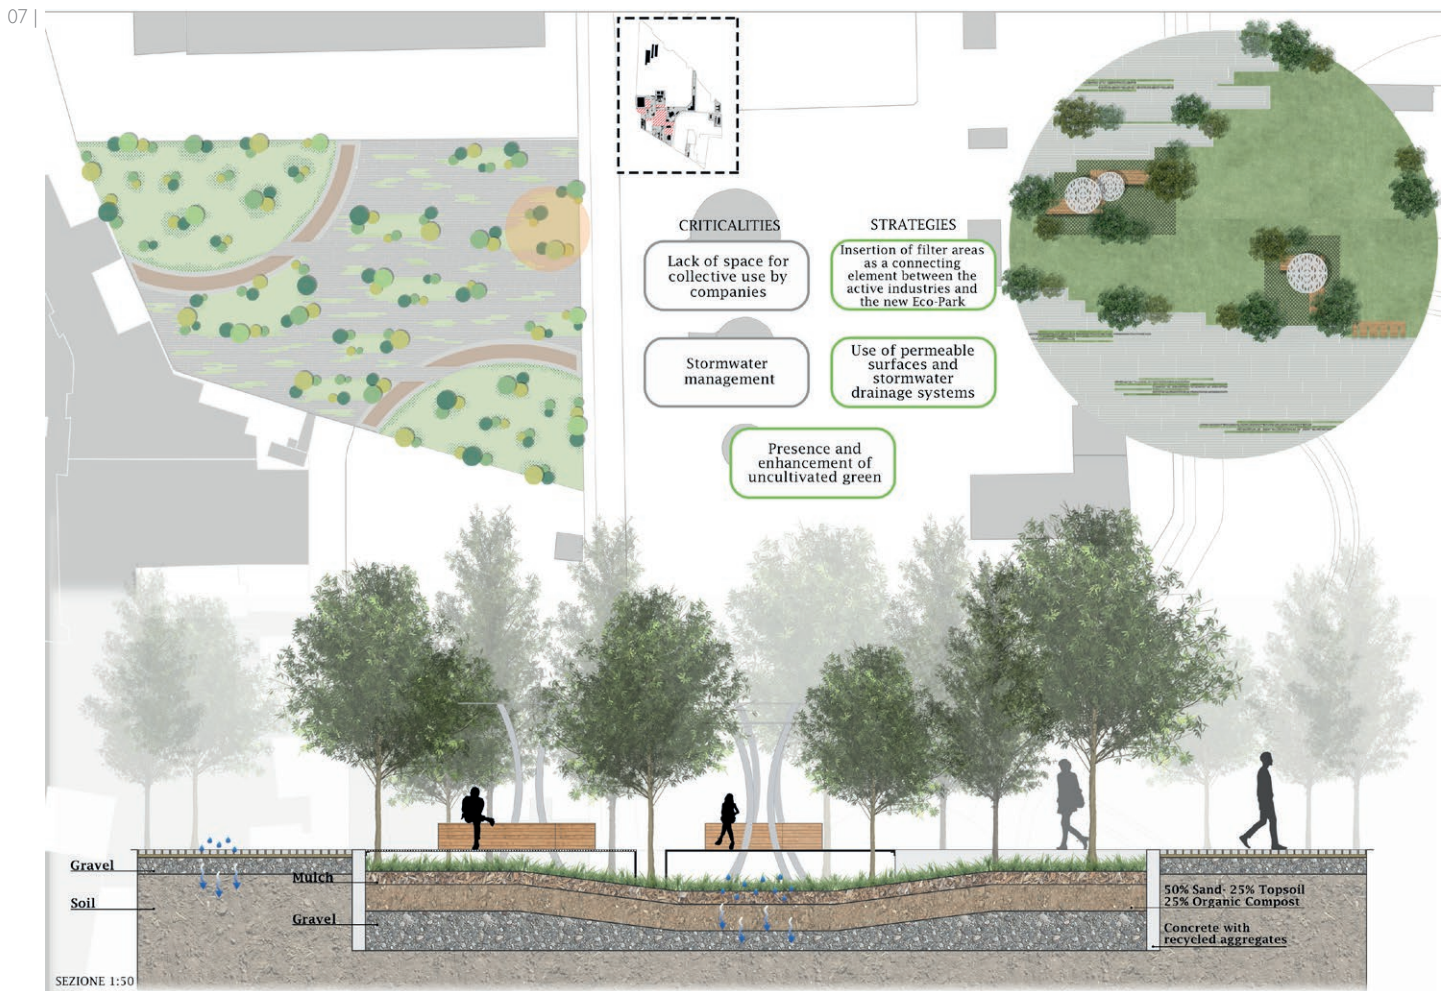 07 |
CRITICALITIES
STRATEGIES
Lack of space for
collective use by
companies
Insertion of filter areas
as a connecting
element between the
active industries and
the new Eco-Park
Stormwater
management
Use of permeable
surfaces and
stormwater
drainage systems
Presence and
enhancement of
uncultivated green
Gravel
Soil
Mulch
Gravel
50% Sand- 25% Topsoil
25% Organic Compost
Concrete with
recycled aggregates
SEZIONE 1:50